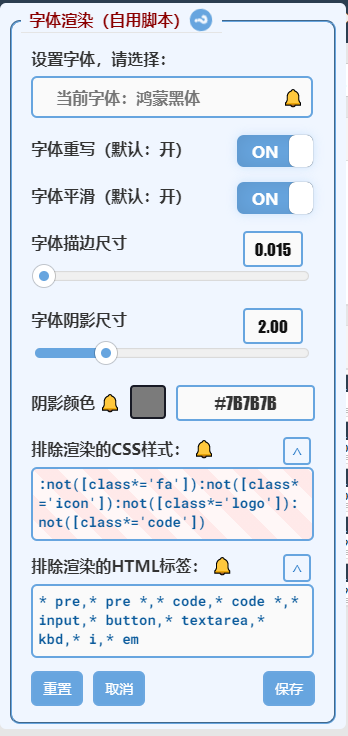 字体渲染（自用脚本）
设置字体，请选择：
当前字体：鸿蒙黑体
字体重写（默认：开）
ON
字体平滑（默认：开）
ON
字体描边尺寸
0.015
字体阴影尺寸
2.00
阴影颜色
#7B7B7B
排除渲染的CSS样式：
:not([class*='fa']):not([class*
='icon']):not([class*='logo']):
not([class*='code'])
排除渲染的HTML标签：
* pre,* pre *,* code,* code *,*
input,* button,* textarea,*
kbd,* i,* em
重置 取消 保存